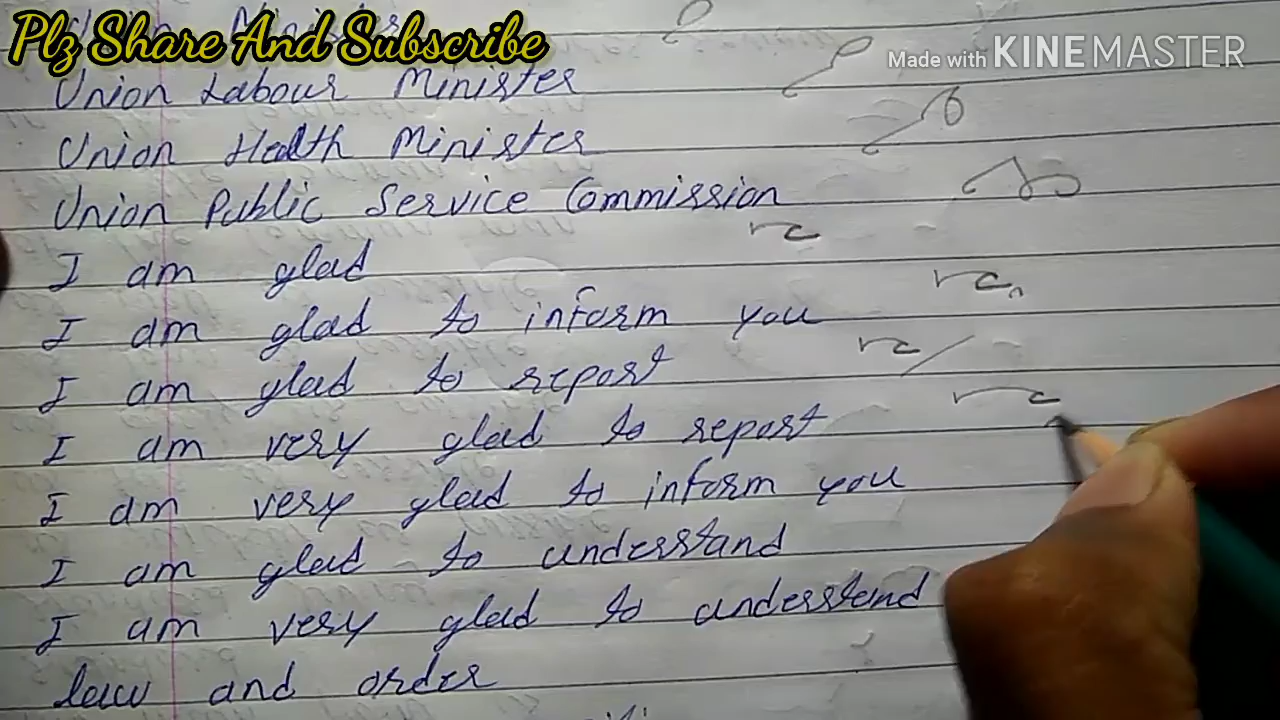 Union Minister
Plz Share And Subscribe
Made with KINEMASTER
Union Labour Minister
Union Health Minister
Union Public Service Commission
I am glad
I am glad to inform you
I am glad to report
I am very glad to report
I am very glad to inform you
I am glad to understand
I am very glad to understand
law and order